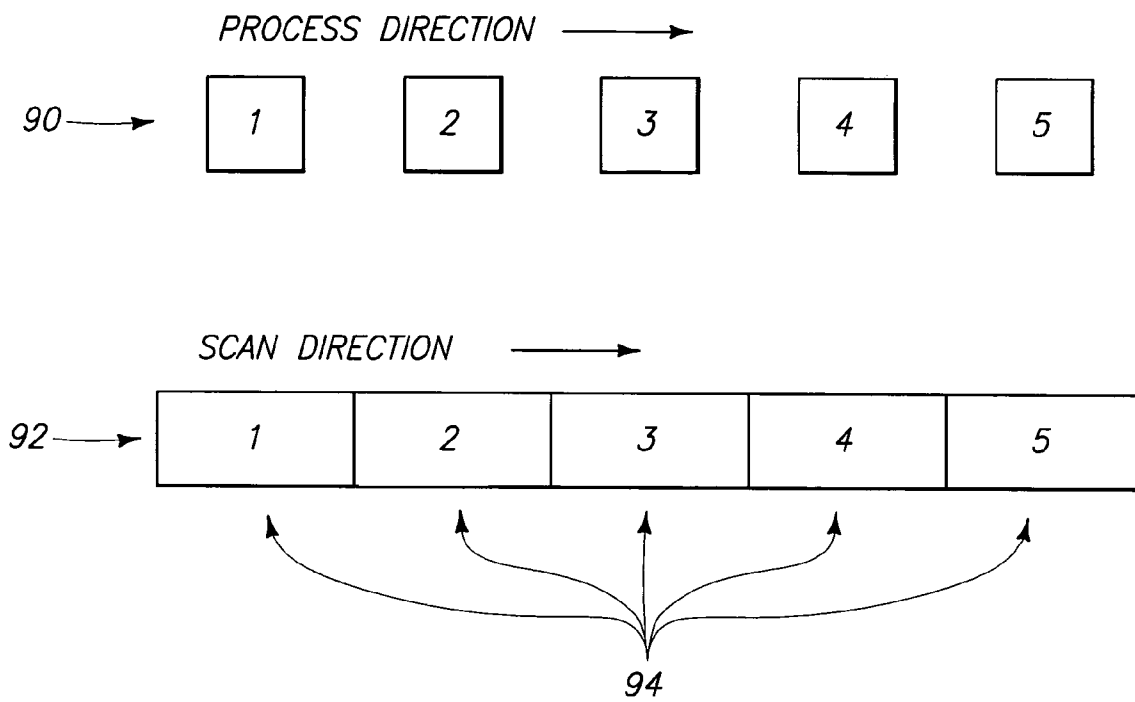 PROCESS DIRECTION
90 1 2 3 4 5
SCAN DIRECTION
92 1 2 3 4 5
94